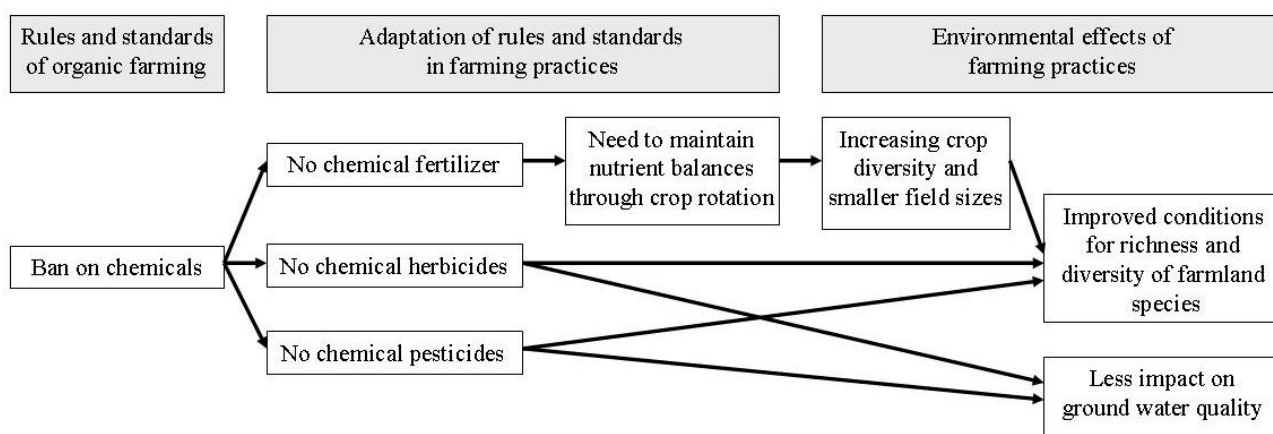 Rules and standards
of organic farming
Adaptation of rules and standards
in farming practices
Environmental effects of
farming practices
Ban on chemicals
No chemical fertilizer
No chemical herbicides
No chemical pesticides
Need to maintain
nutrient balances
through crop rotation
Increasing crop
diversity and
smaller field sizes
Improved conditions
for richness and
diversity of farmland
species
Less impact on
ground water quality